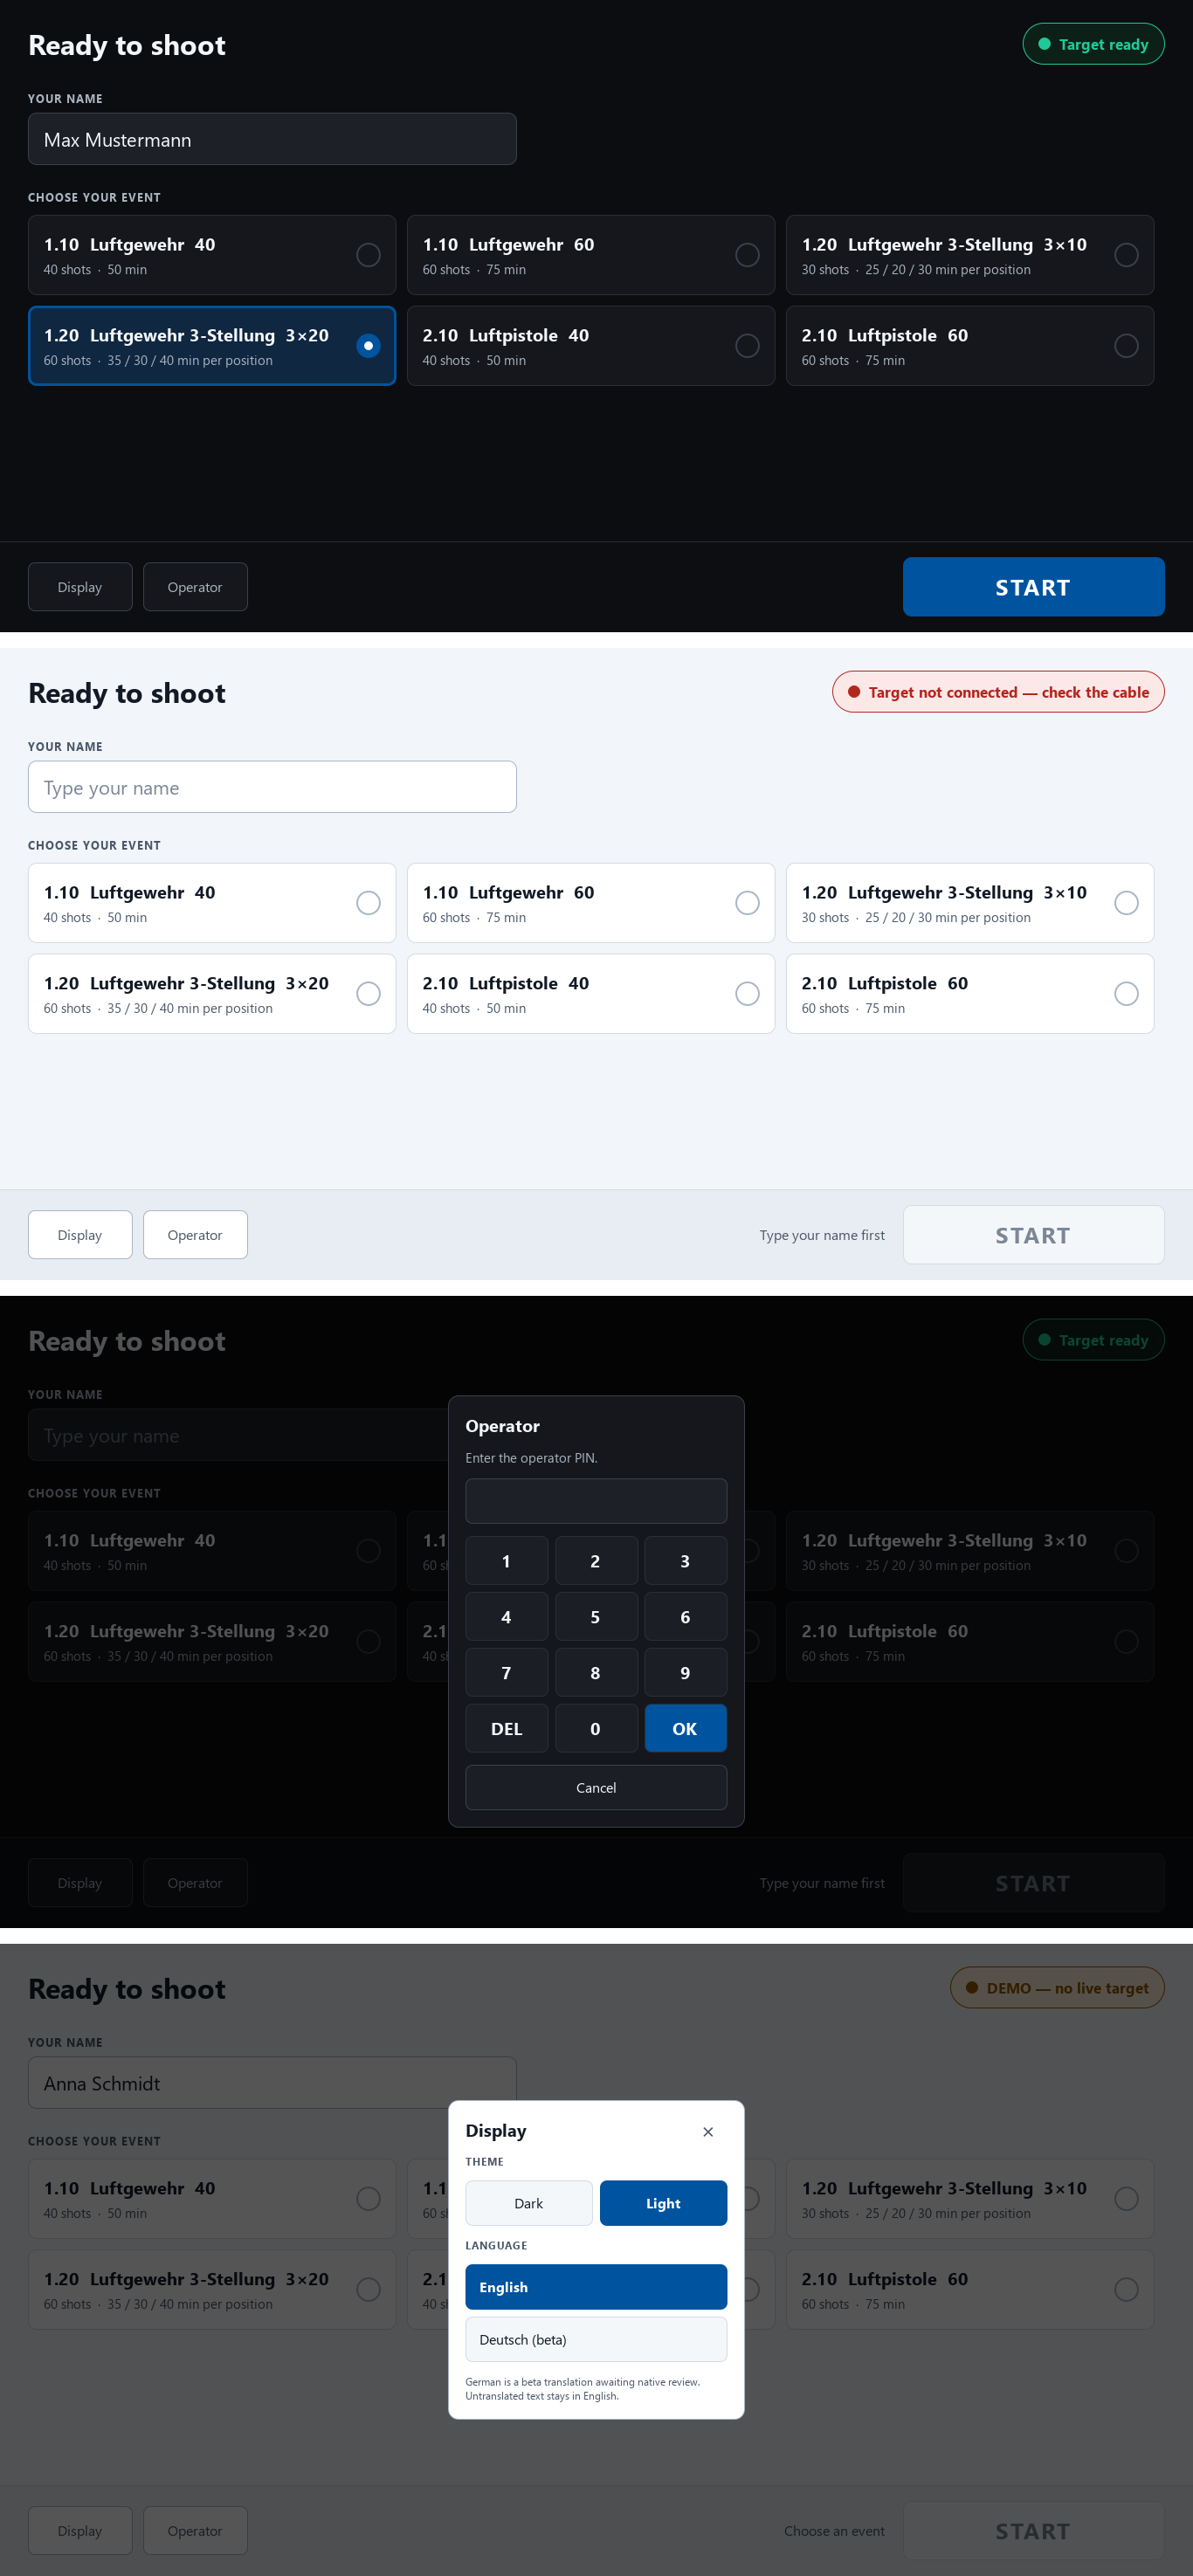 Ready to shoot
Target ready
YOUR NAME
Max Mustermann
CHOOSE YOUR EVENT
1.10 Luftgewehr 40
40 shots · 50 min
1.10 Luftgewehr 60
60 shots · 75 min
1.20 Luftgewehr 3-Stellung 3×10
30 shots · 25 / 20 / 30 min per position
1.20 Luftgewehr 3-Stellung 3×20
60 shots · 35 / 30 / 40 min per position
2.10 Luftpistole 40
40 shots · 50 min
2.10 Luftpistole 60
60 shots · 75 min
Display
Operator
START
Ready to shoot
Target not connected — check the cable
YOUR NAME
Type your name
CHOOSE YOUR EVENT
1.10 Luftgewehr 40
40 shots · 50 min
1.10 Luftgewehr 60
60 shots · 75 min
1.20 Luftgewehr 3-Stellung 3×10
30 shots · 25 / 20 / 30 min per position
1.20 Luftgewehr 3-Stellung 3×20
60 shots · 35 / 30 / 40 min per position
2.10 Luftpistole 40
40 shots · 50 min
2.10 Luftpistole 60
60 shots · 75 min
Display
Operator
Type your name first
START
Ready to shoot
Target ready
YOUR NAME
Type your name
CHOOSE YOUR EVENT
1.10 Luftgewehr 40
40 shots · 50 min
1.1
60 sh
1.20 Luftgewehr 3-Stellung 3×10
30 shots · 25 / 20 / 30 min per position
1.20 Luftgewehr 3-Stellung 3×20
60 shots · 35 / 30 / 40 min per position
2.1
40 sh
2.10 Luftpistole 60
60 shots · 75 min
Operator
Enter the operator PIN.
1 2 3
4 5 6
7 8 9
DEL 0 OK
Cancel
Display
Operator
Type your name first
START
Ready to shoot
DEMO — no live target
YOUR NAME
Anna Schmidt
CHOOSE YOUR EVENT
1.10 Luftgewehr 40
40 shots · 50 min
1.1
60 sh
1.20 Luftgewehr 3-Stellung 3×10
30 shots · 25 / 20 / 30 min per position
1.20 Luftgewehr 3-Stellung 3×20
60 shots · 35 / 30 / 40 min per position
2.1
40 sh
2.10 Luftpistole 60
60 shots · 75 min
Display ×
THEME
Dark
Light
LANGUAGE
English
Deutsch (beta)
German is a beta translation awaiting native review.
Untranslated text stays in English.
Display
Operator
Choose an event
START